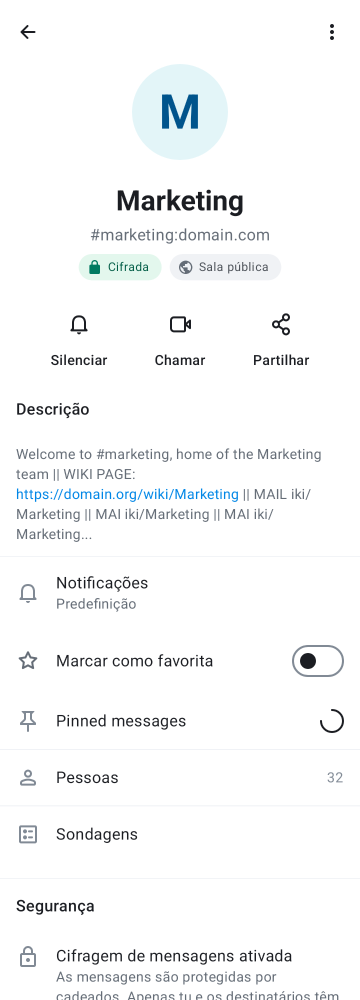 M
Marketing
#marketing:domain.com
Cifrada
Sala pública
Silenciar
Chamar
Partilhar
Descrição
Welcome to #marketing, home of the Marketing
team || WIKI PAGE:
https://domain.org/wiki/Marketing || MAIL iki/
Marketing || MAI iki/Marketing || MAI iki/
Marketing...
Notificações
Predefinição
Marcar como favorita
Pinned messages
Pessoas
32
Sondagens
Segurança
Cifragem de mensagens ativada
As mensagens são protegidas por
cadeados. Apenas tu e os destinatários têm